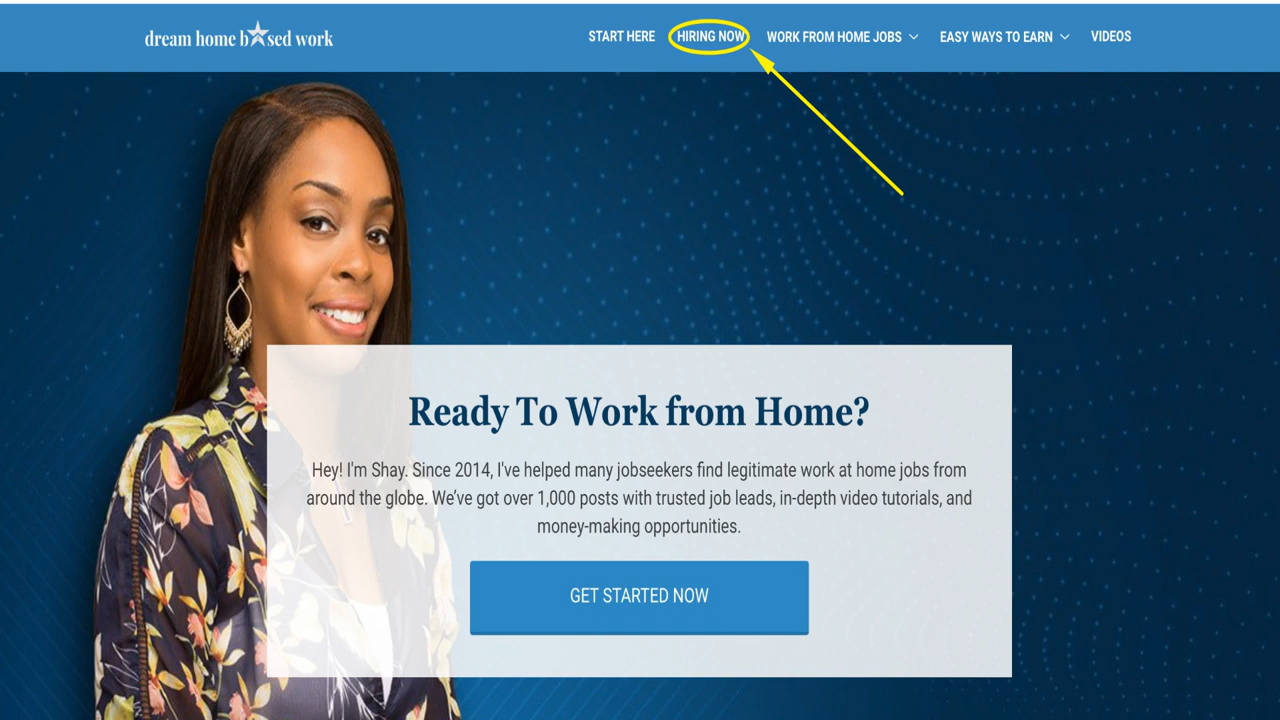 dream home based work
START HERE
HIRING NOW
WORK FROM HOME JOBS
EASY WAYS TO EARN
VIDEOS
Ready To Work from Home?
Hey! I'm Shay. Since 2014, I've helped many jobseekers find legitimate work at home jobs from
around the globe. We’ve got over 1,000 posts with trusted job leads, in-depth video tutorials, and
money-making opportunities.
GET STARTED NOW